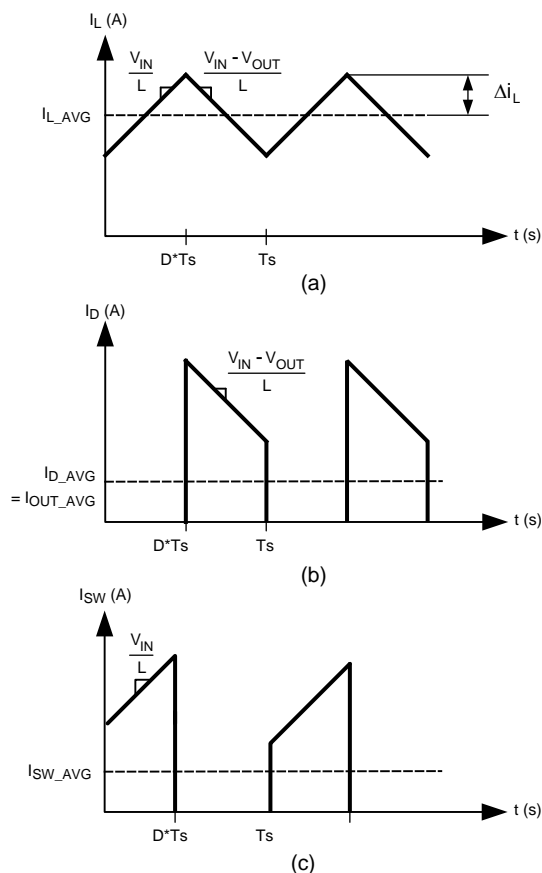 I_L (A)
V_IN
L
V_IN - V_OUT
L
I_L_AVG
Δi_L
t (s)
D*Ts
Ts
(a)
I_D (A)
V_IN - V_OUT
L
I_D_AVG
= I_OUT_AVG
t (s)
D*Ts
Ts
(b)
I_SW (A)
V_IN
L
I_SW_AVG
t (s)
D*Ts
Ts
(c)